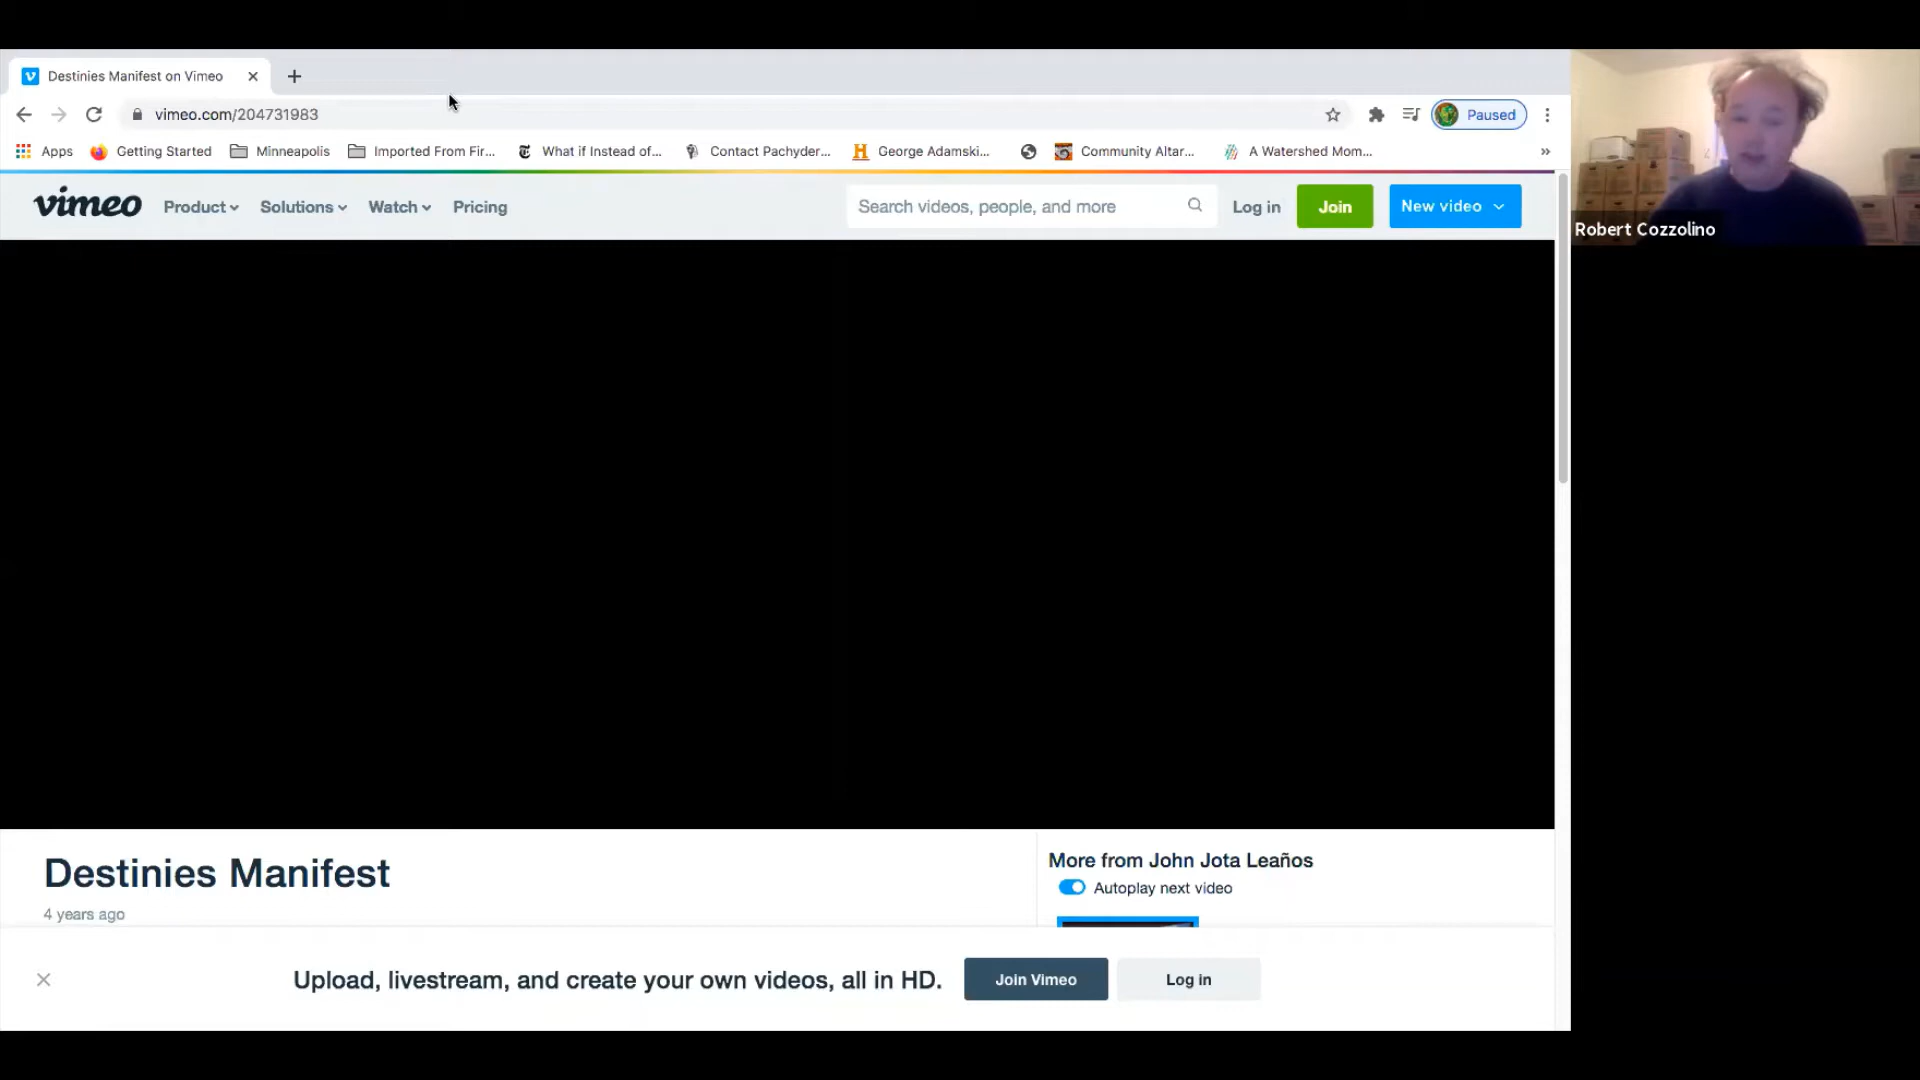 Destinies Manifest on Vimeo
vimeo.com/204731983
Paused
Apps Getting Started Minneapolis Imported From Fir... What if Instead of... Contact Pachyder... George Adamski... Community Altar... A Watershed Mom... »
vimeo Product Solutions Watch Pricing Search videos, people, and more Log in Join New video
Robert Cozzolino
Destinies Manifest
4 years ago
More from John Jota Leaños
Autoplay next video
Upload, livestream, and create your own videos, all in HD. Join Vimeo Log in